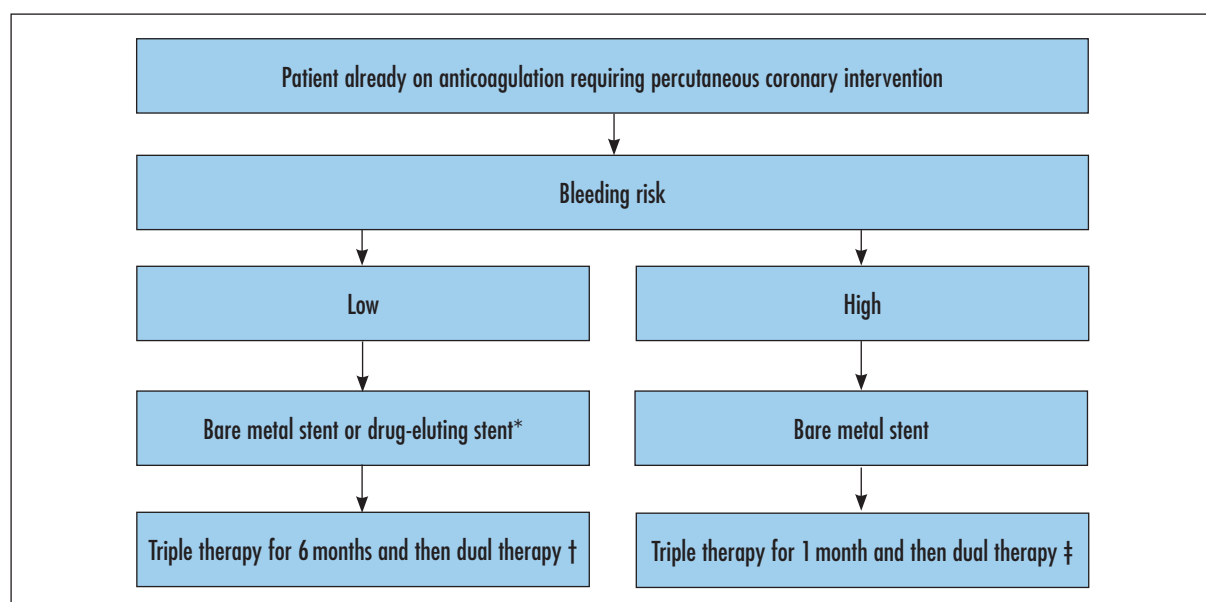 Patient already on anticoagulation requiring percutaneous coronary intervention
Bleeding risk
Low
High
Bare metal stent or drug-eluting stent*
Bare metal stent
Triple therapy for 6 months and then dual therapy †
Triple therapy for 1 month and then dual therapy ‡